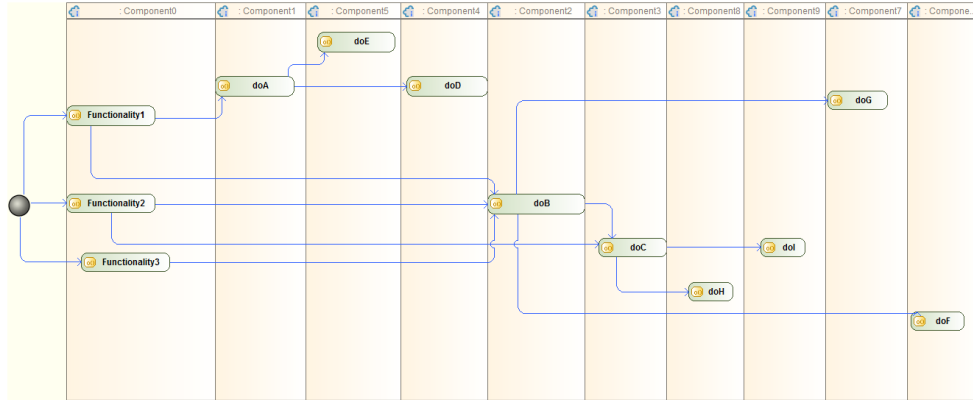 : Component0
: Component1
: Component5
: Component4
: Component2
: Component3
: Component8
: Component9
: Component7
: Compone...
doE
doA
doD
doG
Functionality1
Functionality2
doB
doC
doI
Functionality3
doH
doF